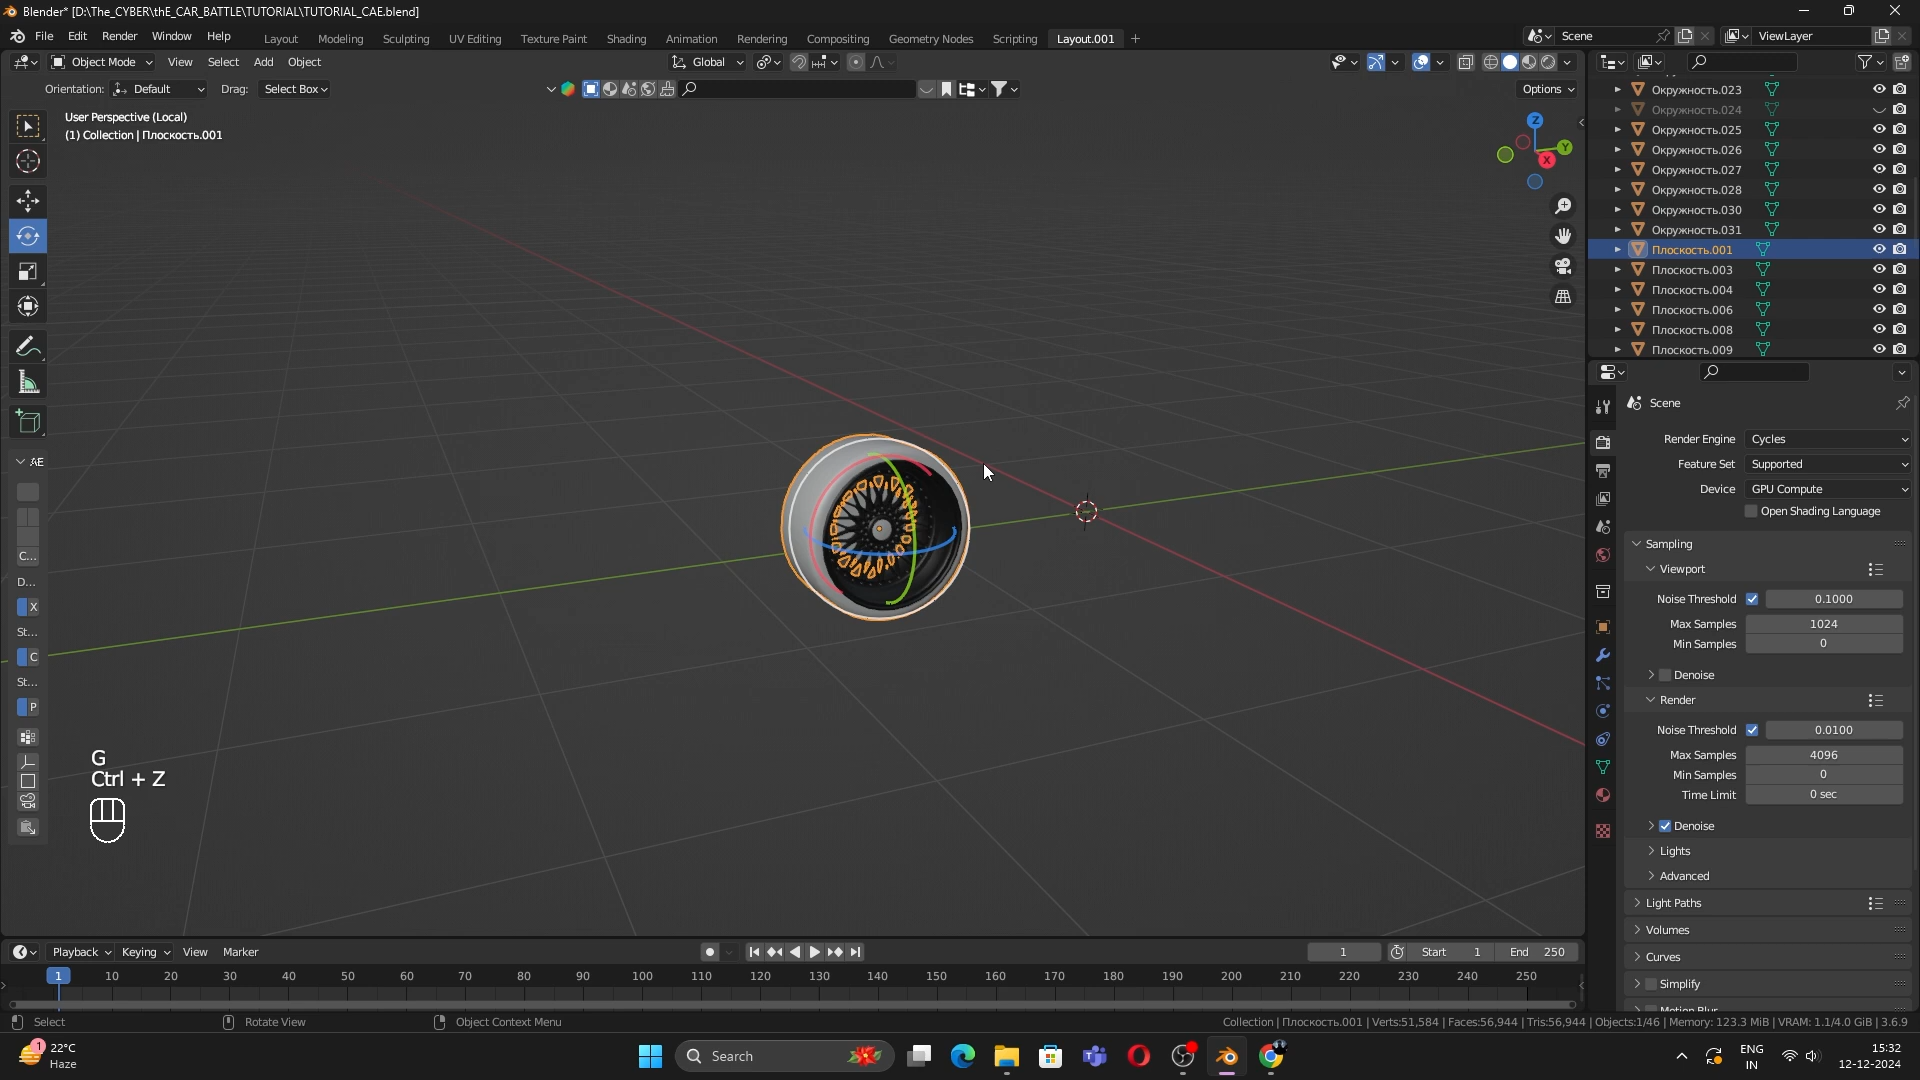 Blender* [D:\The_CYBER\thE_CAR_BATTLE\TUTORIAL\TUTORIAL_CAE.blend]
File Edit Render Window Help
Layout Modeling Sculpting UV Editing Texture Paint Shading Animation Rendering Compositing Geometry Nodes Scripting Layout.001 +
Scene ViewLayer
Object Mode View Select Add Object Global
Orientation: Default Drag: Select Box Options
User Perspective (Local)
(1) Collection | Плоскость.001
Z
Y
X
Окружность.023
Окружность.024
Окружность.025
Окружность.026
Окружность.027
Окружность.028
Окружность.030
Окружность.031
Плоскость.001
Плоскость.003
Плоскость.004
Плоскость.006
Плоскость.008
Плоскость.009
Scene
Render Engine Cycles
Feature Set Supported
Device GPU Compute
Open Shading Language
Sampling
Viewport
Noise Threshold 0.1000
Max Samples 1024
Min Samples 0
Denoise
Render
Noise Threshold 0.0100
Max Samples 4096
Min Samples 0
Time Limit 0 sec
Denoise
Lights
Advanced
Light Paths
Volumes
Curves
Simplify
AE
C...
D...
X
St...
C
St...
P
G
Ctrl + Z
Playback Keying View Marker 1 Start 1 End 250
1 10 20 30 40 50 60 70 80 90 100 110 120 130 140 150 160 170 180 190 200 210 220 230 240 250
Select Rotate View Object Context Menu
Collection | Плоскость.001 | Verts:51,584 | Faces:56,944 | Tris:56,944 | Objects:1/46 | Memory: 123.3 MiB | VRAM: 1.1/4.0 GiB | 3.6.9
1
22°C
Haze
Search
ENG
IN
15:32
12-12-2024